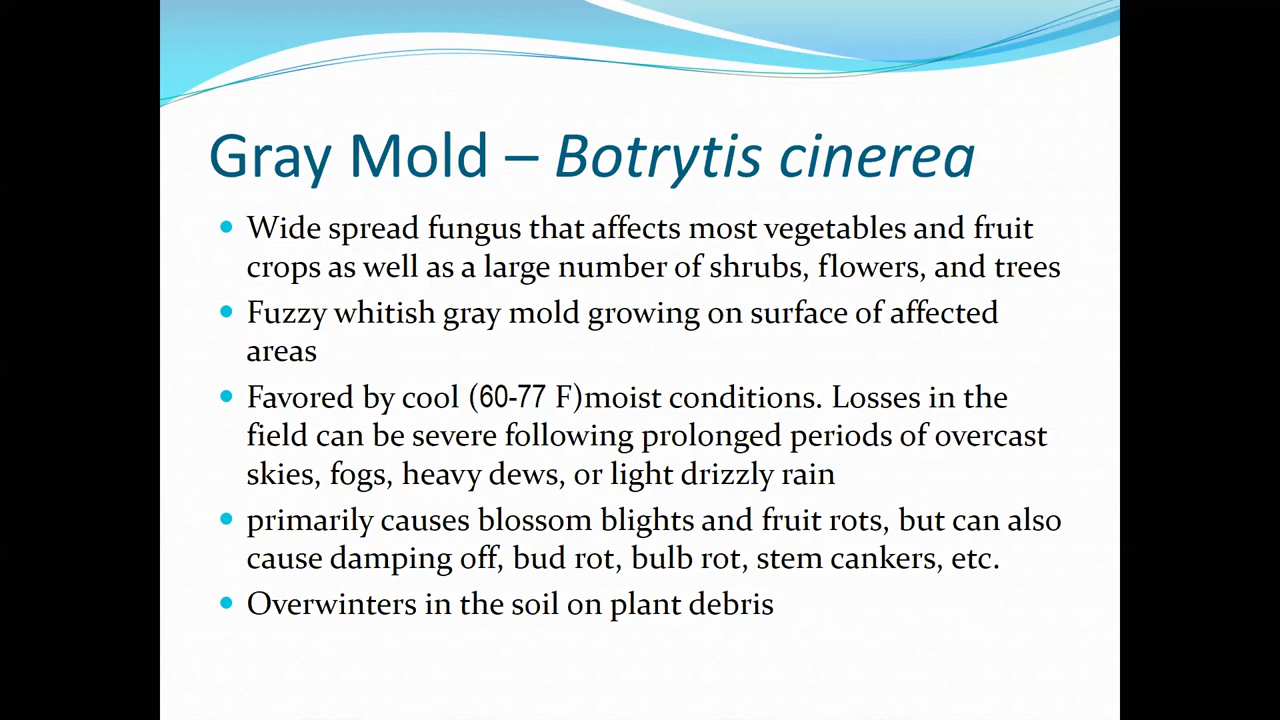 Gray Mold – Botrytis cinerea
• Wide spread fungus that affects most vegetables and fruit
crops as well as a large number of shrubs, flowers, and trees
• Fuzzy whitish gray mold growing on surface of affected
areas
• Favored by cool (60-77 F)moist conditions. Losses in the
field can be severe following prolonged periods of overcast
skies, fogs, heavy dews, or light drizzly rain
• primarily causes blossom blights and fruit rots, but can also
cause damping off, bud rot, bulb rot, stem cankers, etc.
• Overwinters in the soil on plant debris